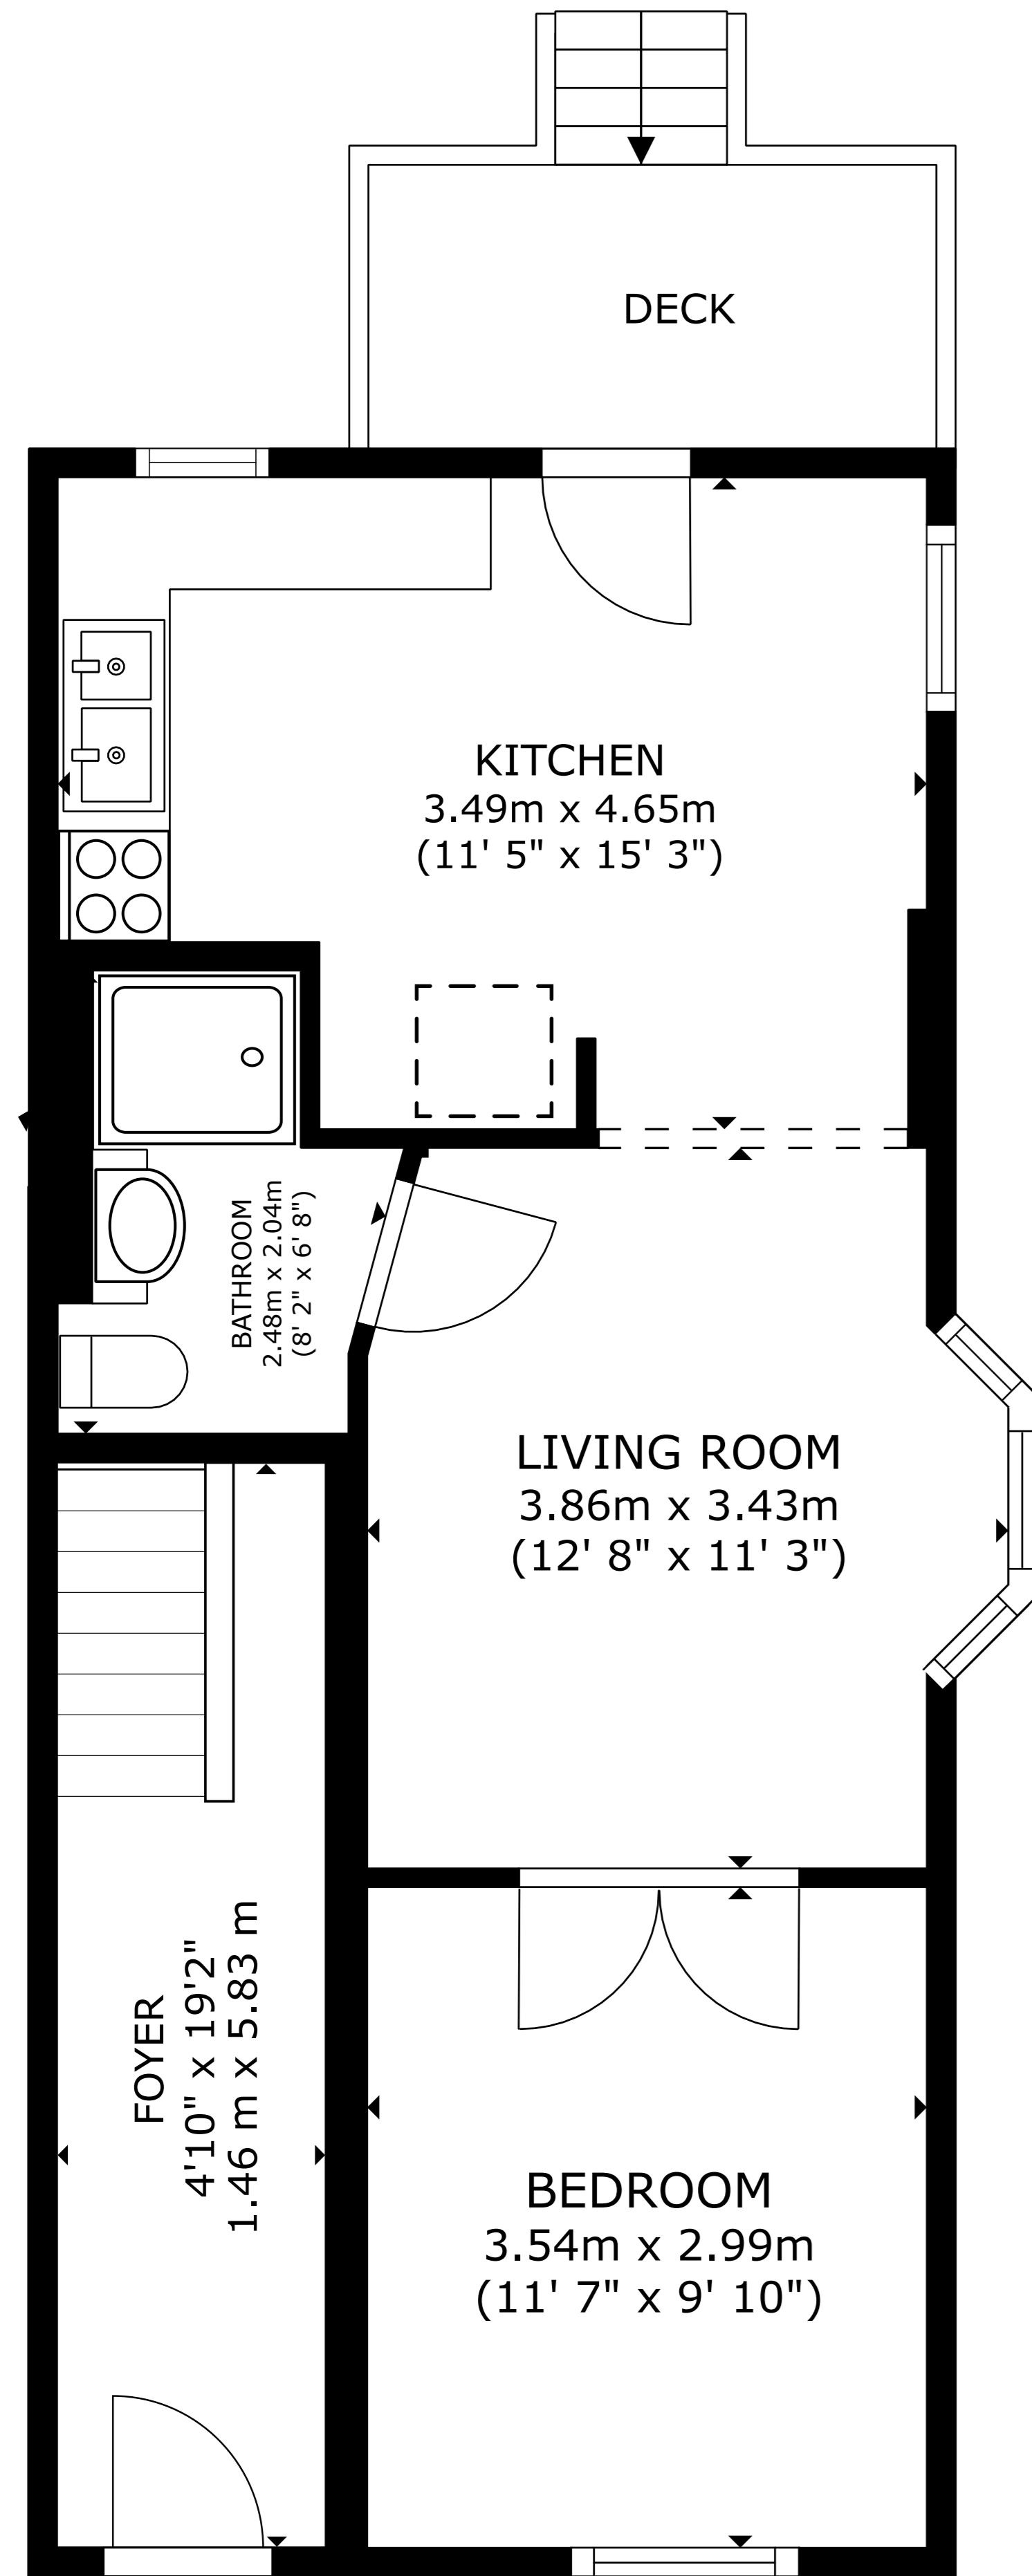 DECK
KITCHEN
3.49m x 4.65m
(11' 5" x 15' 3")
BATHROOM
2.48m x 2.04m
(8' 2" x 6' 8")
LIVING ROOM
3.86m x 3.43m
(12' 8" x 11' 3")
FOYER
4'10" x 19'2"
1.46 m x 5.83 m
BEDROOM
3.54m x 2.99m
(11' 7" x 9' 10")